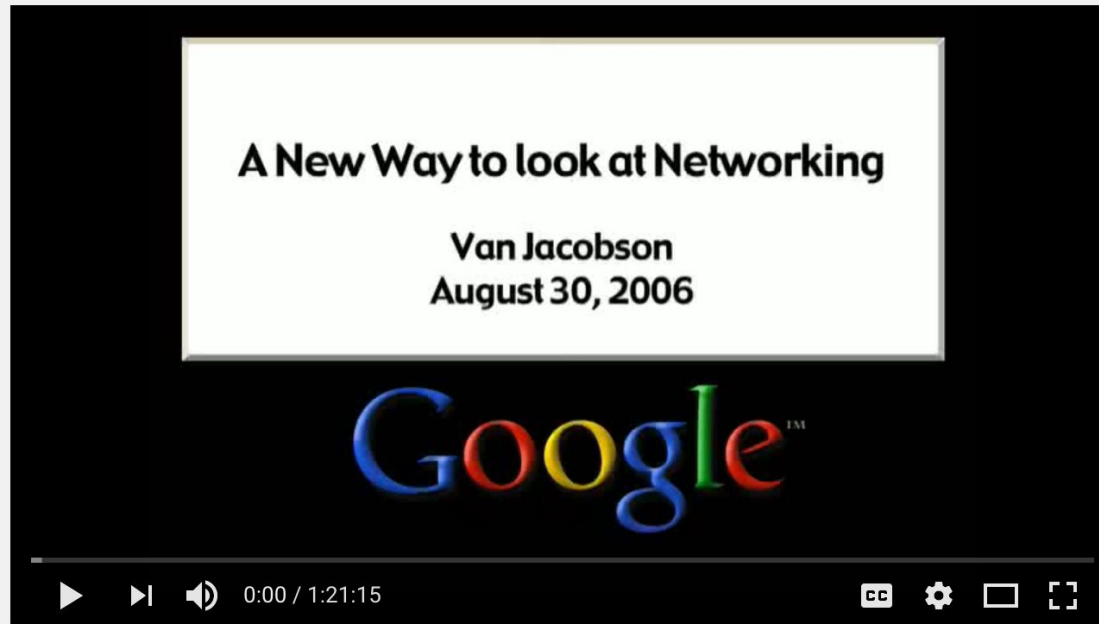 A New Way to look at Networking
Van Jacobson
August 30, 2006
Google™
0:00 / 1:21:15
CC